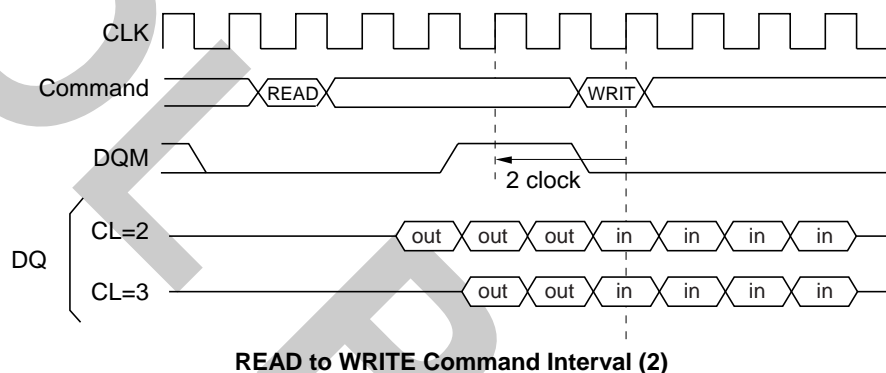 CLK
Command READ WRIT
DQM
2 clock
DQ
CL=2 out out out in in in in
CL=3 out out in in in in
READ to WRITE Command Interval (2)